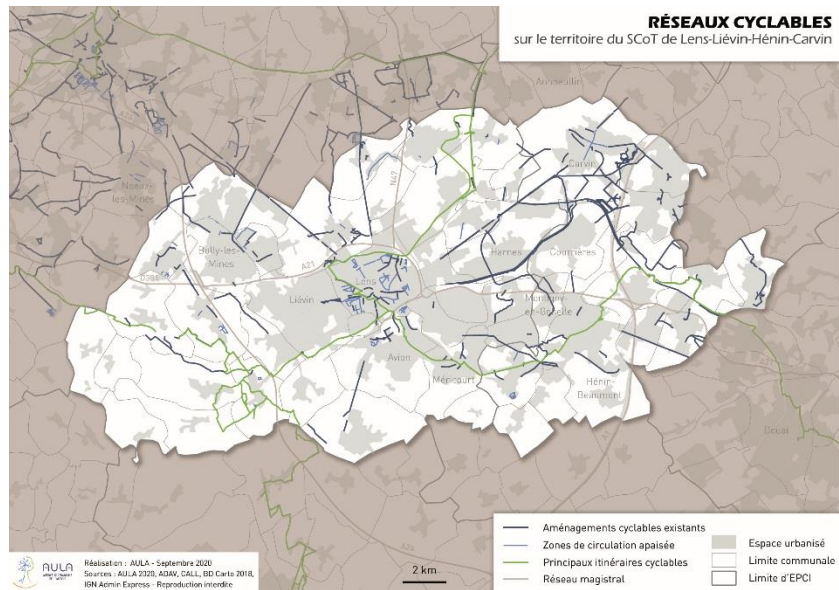 RÉSEAUX CYCLABLES
sur le territoire du SCoT de Lens-Liévin-Hénin-Carvin
Annœullin
Carvin
Nœux-les-Mines
N47
Bully-les-Mines
A21
Harnes
Courrières
Lens
Liévin
Montigny-en-Gohelle
Avion
Méricourt
Hénin-Beaumont
Douai
A26
Aménagements cyclables existants
Zones de circulation apaisée
Principaux itinéraires cyclables
Réseau magistral
Espace urbanisé
Limite communale
Limite d'EPCI
2 km
AULA
Réalisation : AULA - Septembre 2020
Sources : AULA 2020, ADAV, CALL, BD Carto 2018,
IGN Admin Express - Reproduction interdite